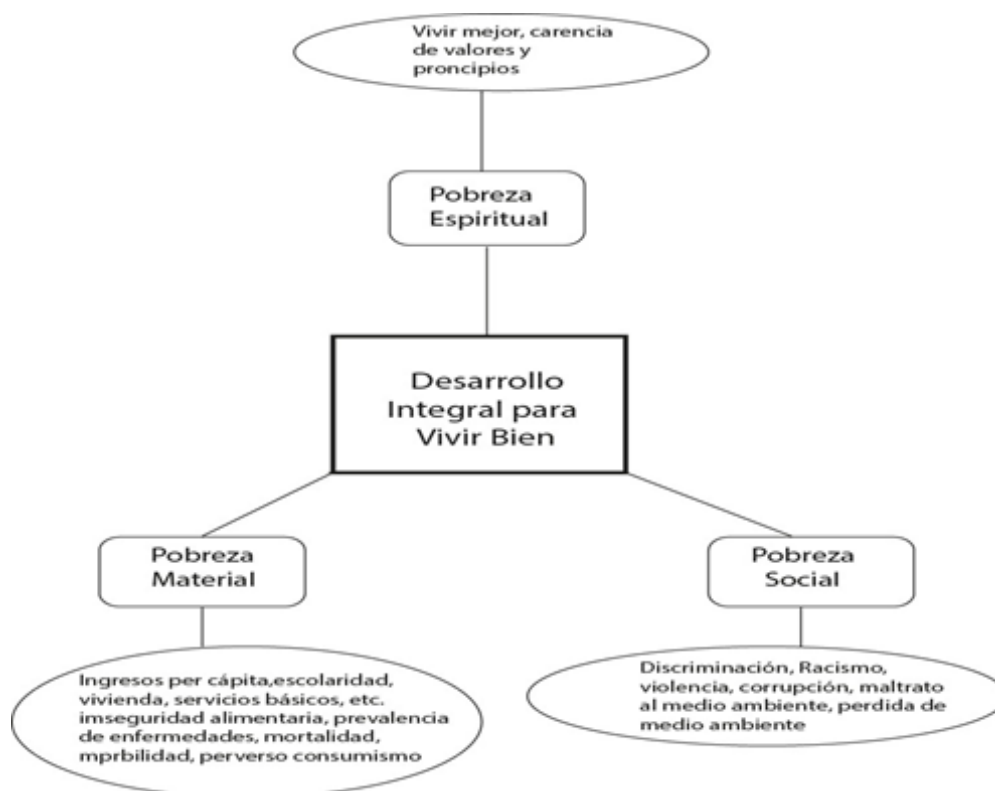 Vivir mejor, carencia
de valores y
proncipios
Pobreza
Espiritual
Desarrollo
Integral para
Vivir Bien
Pobreza
Material
Pobreza
Social
Ingresos per cápita,escolaridad,
vivienda, servicios básicos, etc.
imseguridad alimentaria, prevalencia
de enfermedades, mortalidad,
mprbilidad, perverso consumismo
Discriminación, Racismo,
violencia, corrupción, maltrato
al medio ambiente, perdida de
medio ambiente